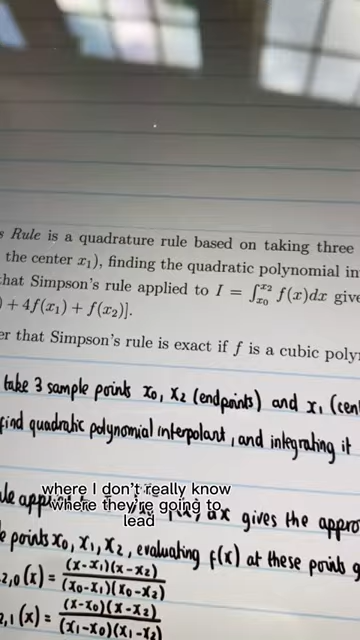 s Rule is a quadrature rule based on taking three
the center x₁), finding the quadratic polynomial in
that Simpson's rule applied to I = ∫ₓ₀ˣ² f(x)dx give
) + 4f(x₁) + f(x₂)].
er that Simpson's rule is exact if f is a cubic poly
take 3 sample points x₀, x₂ (endpoints) and x₁ (cen
find quadratic polynomial interpolant, and integrating it
where I don't really know
where they're going to
lead
dx gives the appro
points x₀, x₁, x₂, evaluating f(x) at these points g
2,0(x) = (x-x₁)(x-x₂) / (x₀-x₁)(x₀-x₂)
2,1(x) = (x-x₀)(x-x₂) / (x₁-x₀)(x₁-x₂)